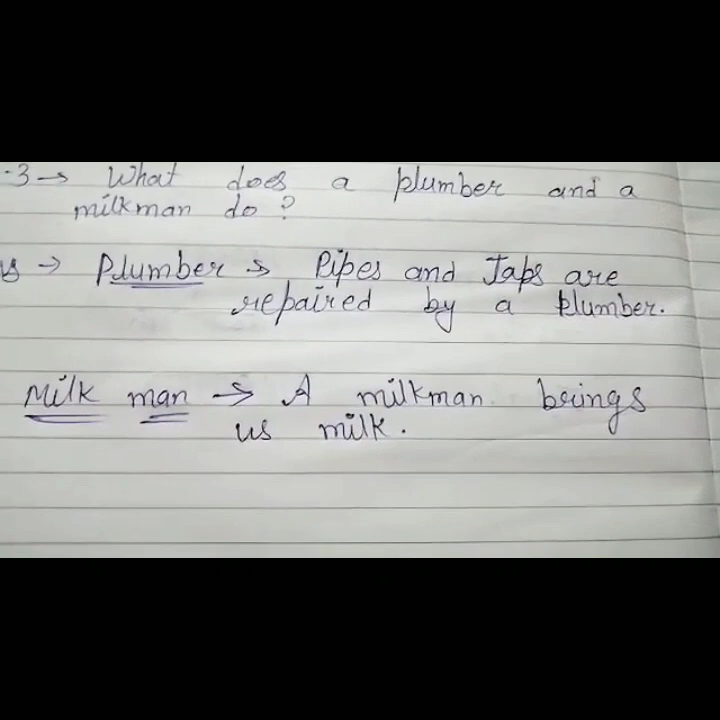 .3→ What does a plumber and a
milkman do?
s → Plumber → Pipes and Taps are
repaired by a plumber.
Milk man → A milkman brings
us milk.